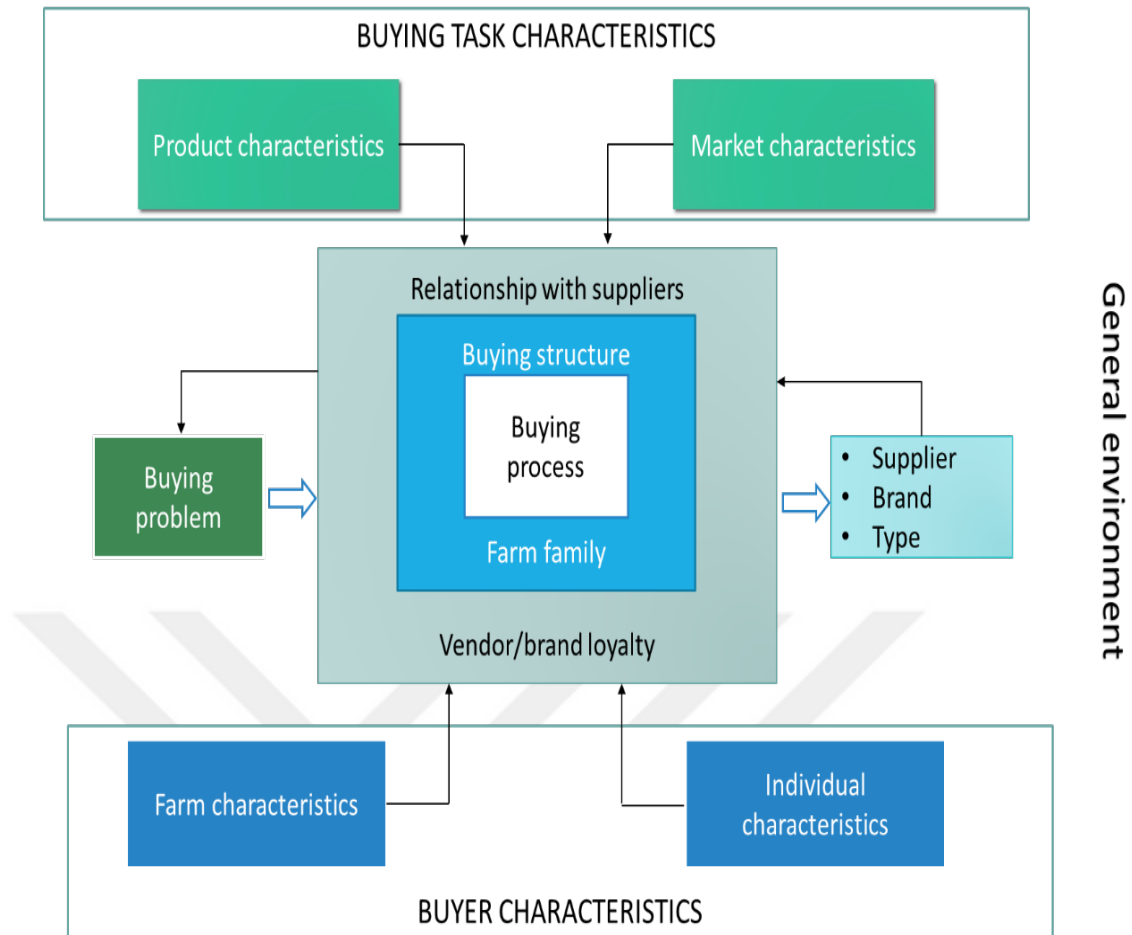 BUYING TASK CHARACTERISTICS
Product characteristics
Market characteristics
Relationship with suppliers
Buying structure
Buying
process
Farm family
Vendor/brand loyalty
Buying
problem
• Supplier
• Brand
• Type
General environment
Farm characteristics
Individual
characteristics
BUYER CHARACTERISTICS